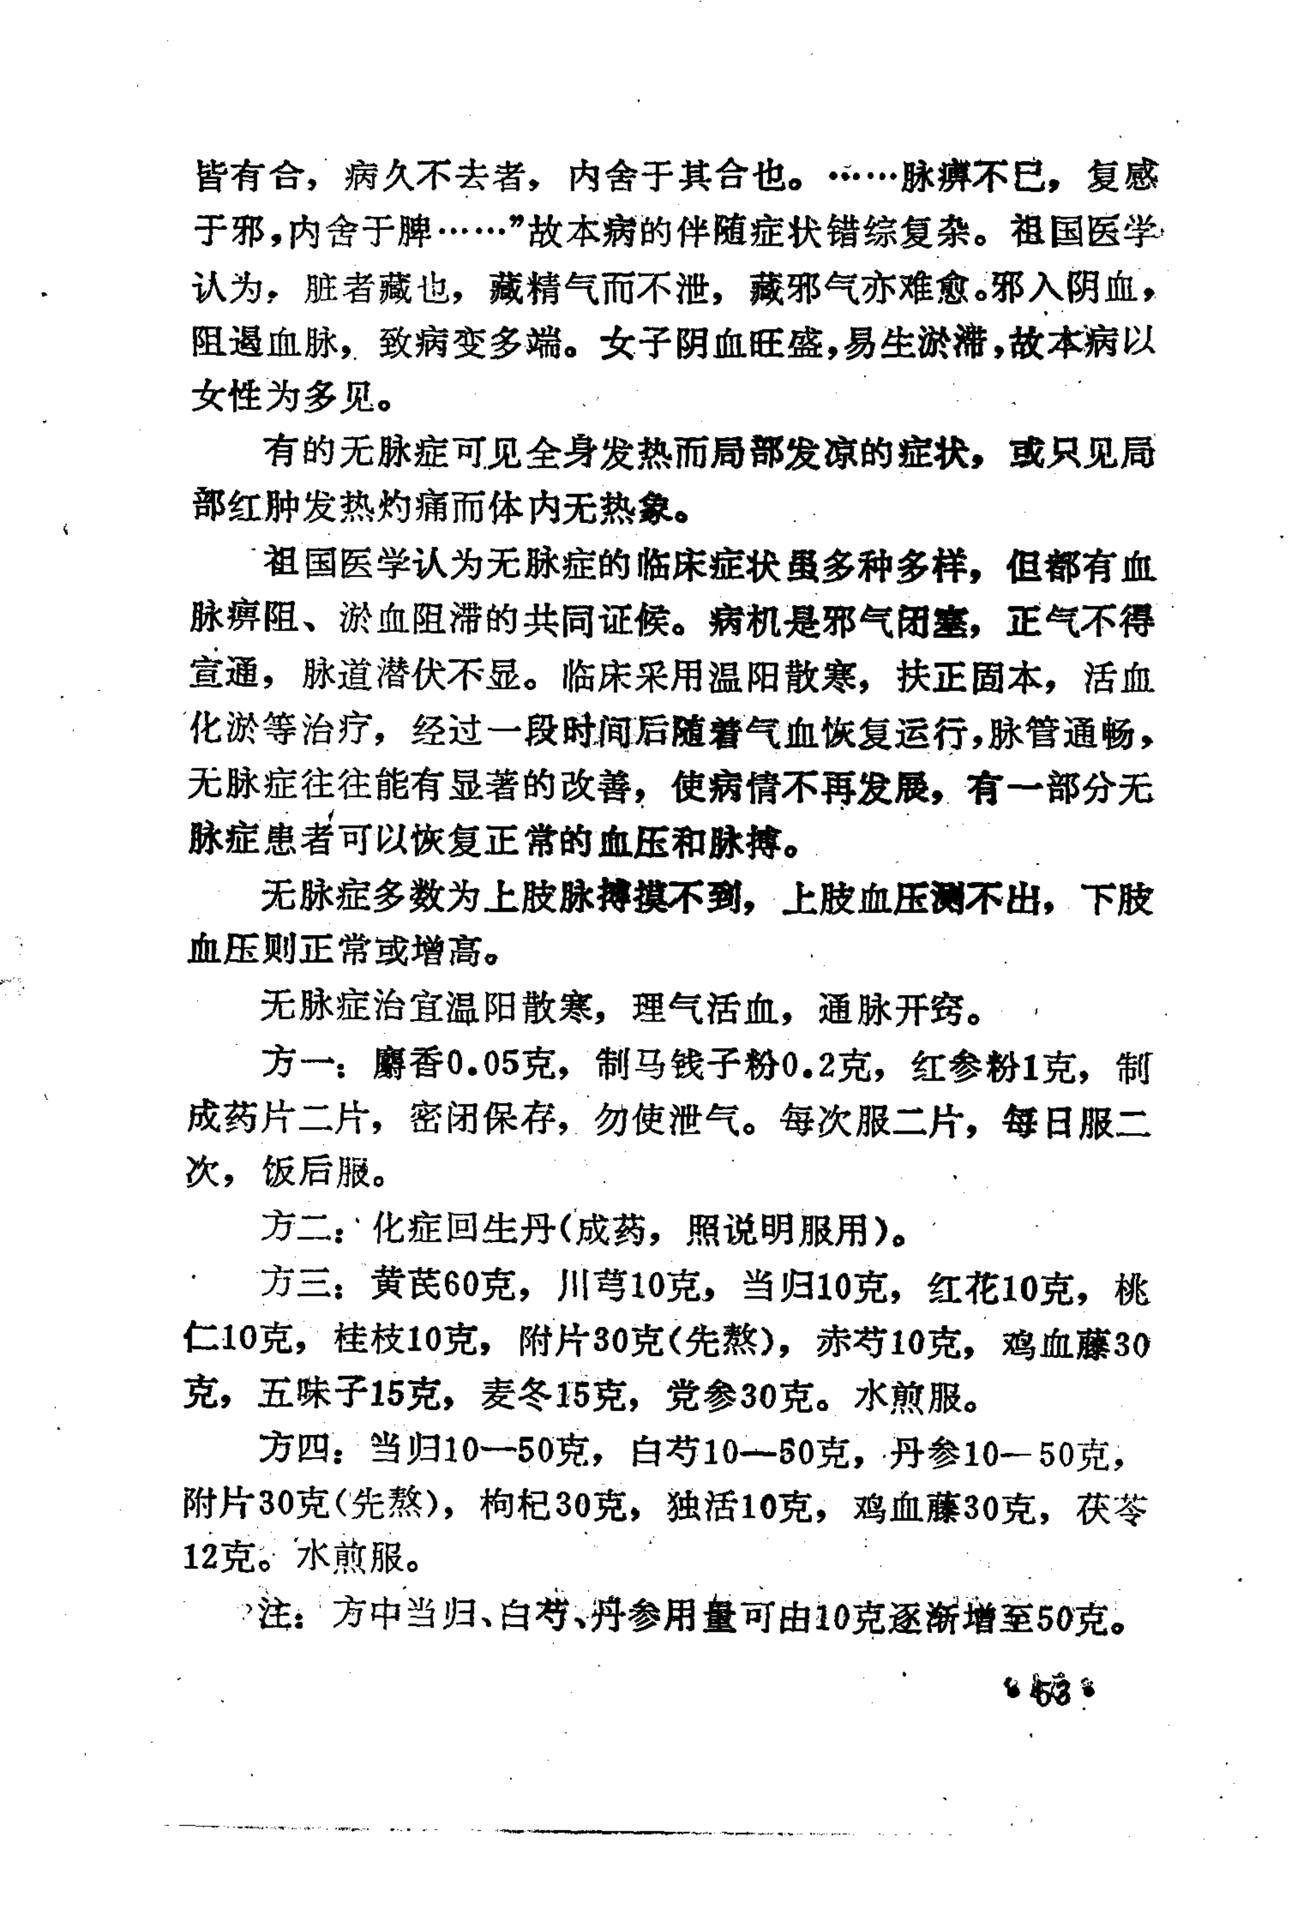 皆有合，病久不去者，内舍于其合也。……脉痹不已，复感
于邪，内舍于脾……”故本病的伴随症状错综复杂。祖国医学
认为，脏者藏也，藏精气而不泄，藏邪气亦难愈。邪入阴血，
阻遏血脉，致病变多端。女子阴血旺盛，易生淤滞，故本病以
女性为多见。
有的无脉症可见全身发热而局部发凉的症状，或只见局
部红肿发热灼痛而体内无热象。
祖国医学认为无脉症的临床症状虽多种多样，但都有血
脉痹阻、淤血阻滞的共同证候。病机是邪气闭塞，正气不得
宣通，脉道潜伏不显。临床采用温阳散寒，扶正固本，活血
化淤等治疗，经过一段时间后随着气血恢复运行，脉管通畅，
无脉症往往能有显著的改善，使病情不再发展，有一部分无
脉症患者可以恢复正常的血压和脉搏。
无脉症多数为上肢脉搏摸不到，上肢血压测不出，下肢
血压则正常或增高。
无脉症治宜温阳散寒，理气活血，通脉开窍。
方一：麝香0.05克，制马钱子粉0.2克，红参粉1克，制
成药片二片，密闭保存，勿使泄气。每次服二片，每日服二
次，饭后服。
方二：化症回生丹(成药，照说明服用)。
方三：黄芪60克，川芎10克，当归10克，红花10克，桃
仁10克，桂枝10克，附片30克(先熬)，赤芍10克，鸡血藤30
克，五味子15克，麦冬15克，党参30克。水煎服。
方四：当归10—50克，白芍10—50克，丹参10—50克，
附片30克(先熬)，枸杞30克，独活10克，鸡血藤30克，茯苓
12克。水煎服。
注：方中当归、白芍、丹参用量可由10克逐渐增至50克。
• 53 •